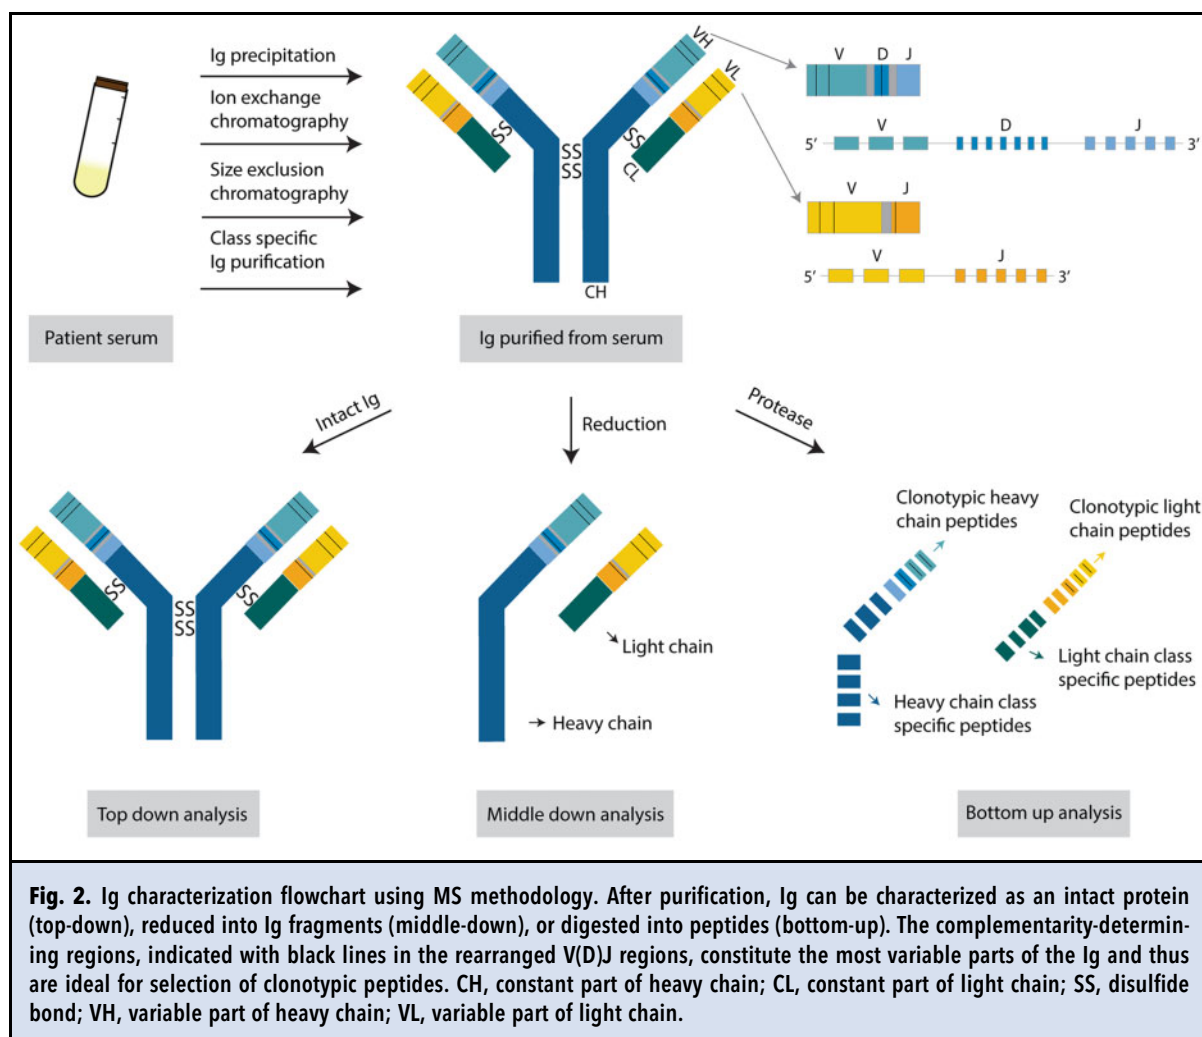 Ig precipitation
Ion exchange
chromatography
Size exclusion
chromatography
Class specific
Ig purification
Patient serum
VH
VL
SS
SS
SS
SS
CL
CH
Ig purified from serum
V D J
V D J
5′ 3′
V J
V J
5′ 3′
Intact Ig
Reduction
Protease
SS
SS
SS
SS
Top down analysis
Light chain
Heavy chain
Middle down analysis
Clonotypic heavy
chain peptides
Clonotypic light
chain peptides
Light chain class
specific peptides
Heavy chain class
specific peptides
Bottom up analysis
Fig. 2. Ig characterization flowchart using MS methodology. After purification, Ig can be characterized as an intact protein
(top-down), reduced into Ig fragments (middle-down), or digested into peptides (bottom-up). The complementarity-determin-
ing regions, indicated with black lines in the rearranged V(D)J regions, constitute the most variable parts of the Ig and thus
are ideal for selection of clonotypic peptides. CH, constant part of heavy chain; CL, constant part of light chain; SS, disulfide
bond; VH, variable part of heavy chain; VL, variable part of light chain.